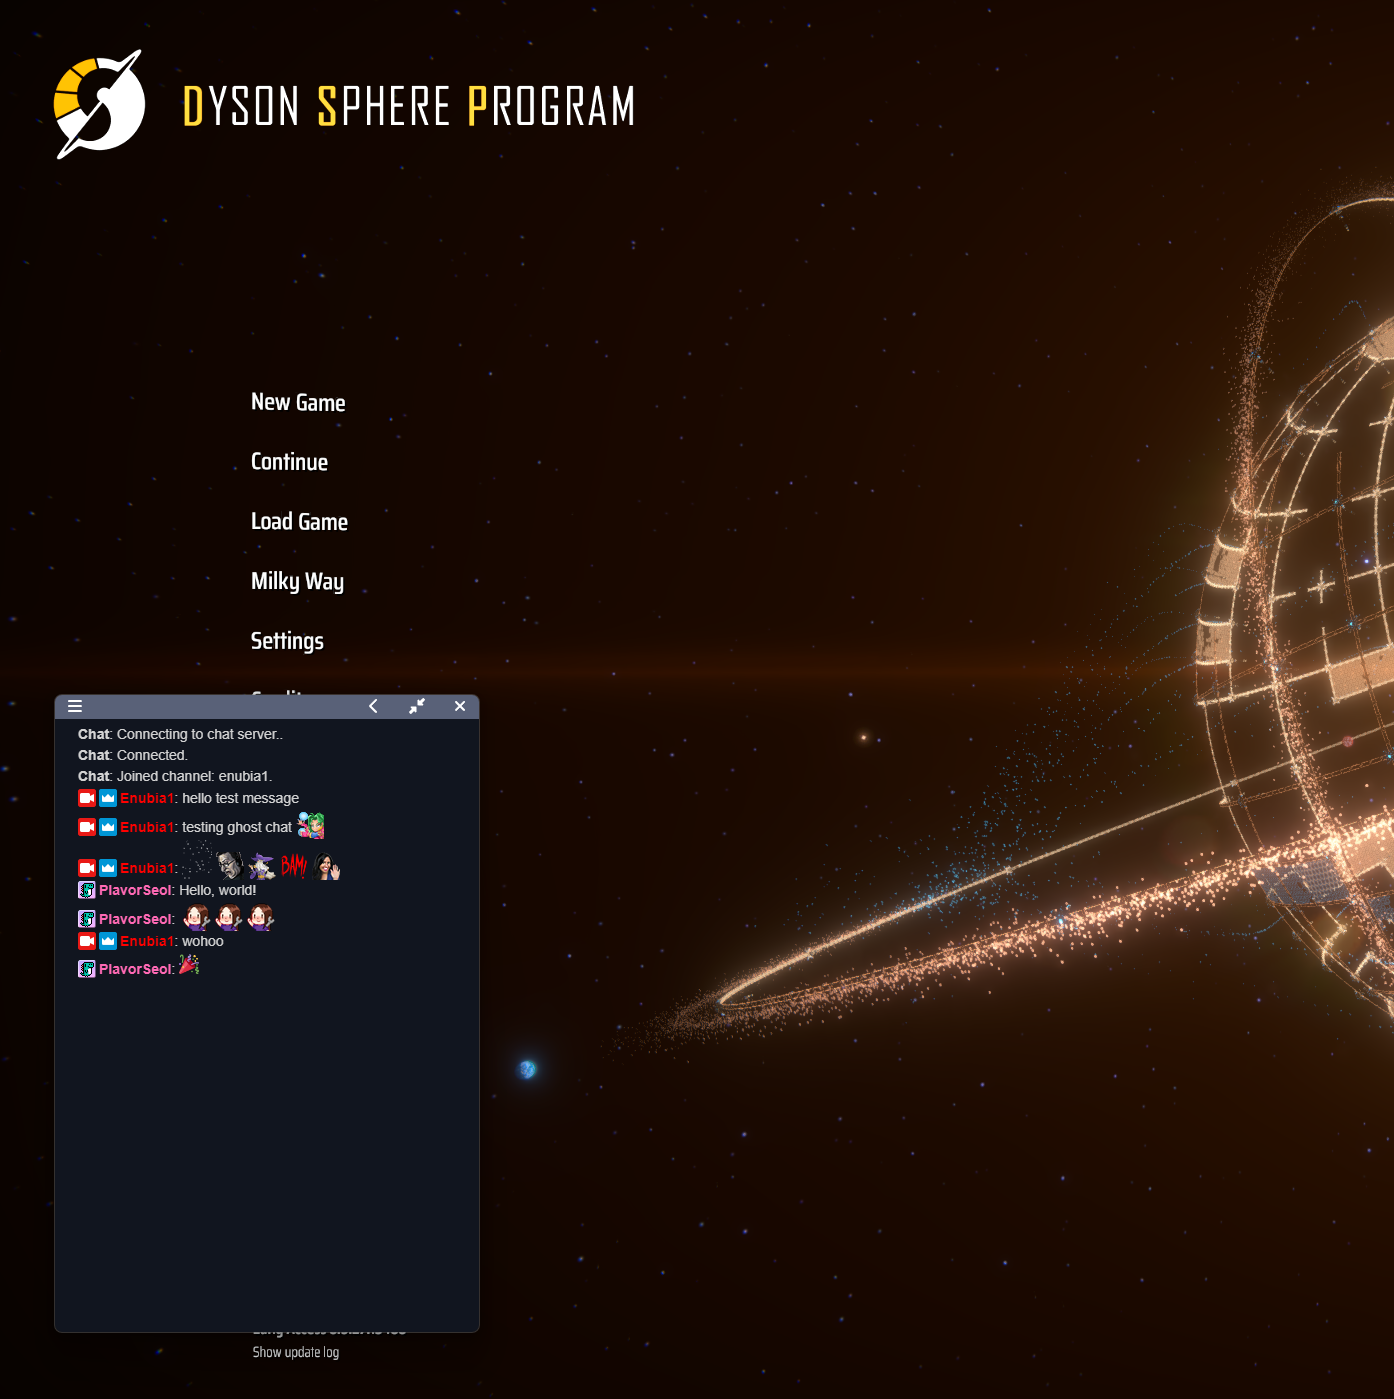 DYSON SPHERE PROGRAM
New Game
Continue
Load Game
Milky Way
Settings
Chat: Connecting to chat server..
Chat: Connected.
Chat: Joined channel: enubia1.
Enubia1: hello test message
Enubia1: testing ghost chat
Enubia1: BAM!
PlavorSeol: Hello, world!
PlavorSeol:
Enubia1: wohoo
PlavorSeol:
Show update log